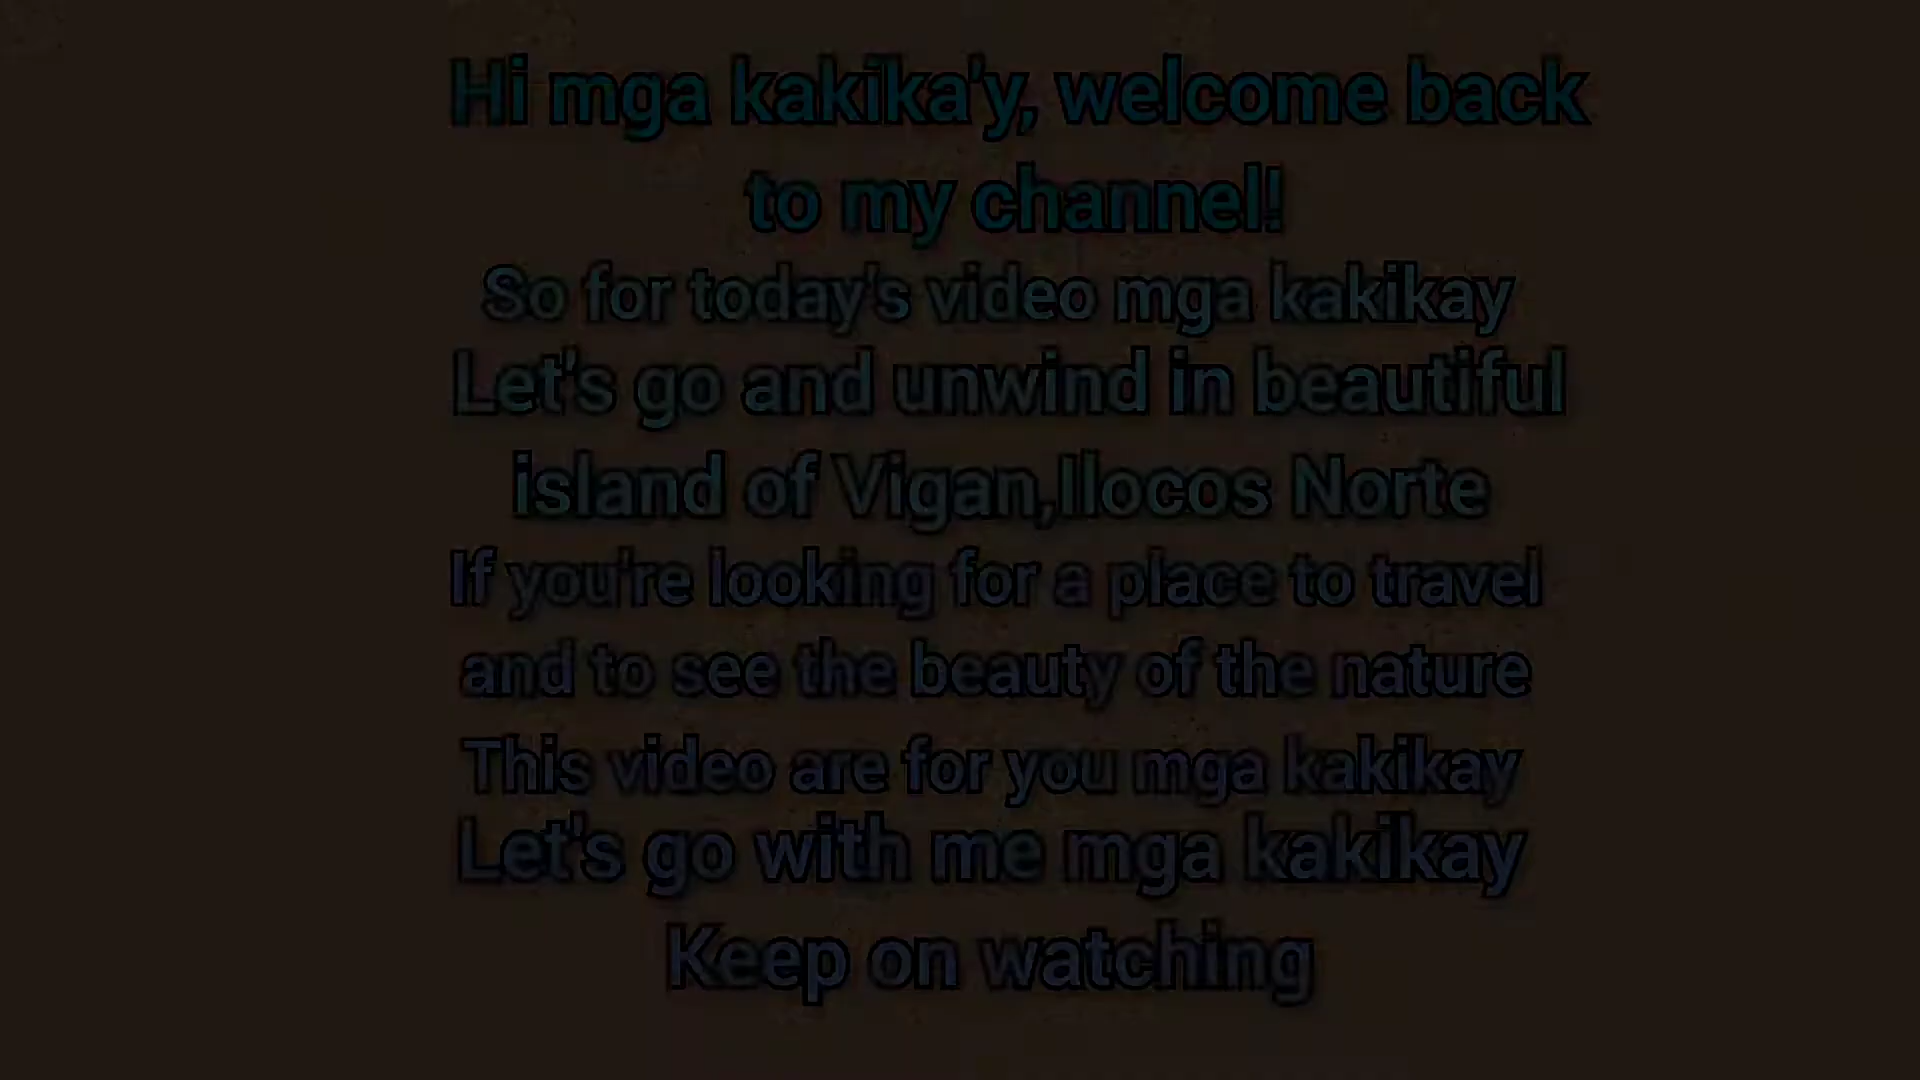 Hi mga kakika'y, welcome back
to my channel!
So for today's video mga kakikay
Let's go and unwind in beautiful
island of Vigan,Ilocos Norte
If you're looking for a place to travel
and to see the beauty of the nature
This video are for you mga kakikay
Let's go with me mga kakikay
Keep on watching